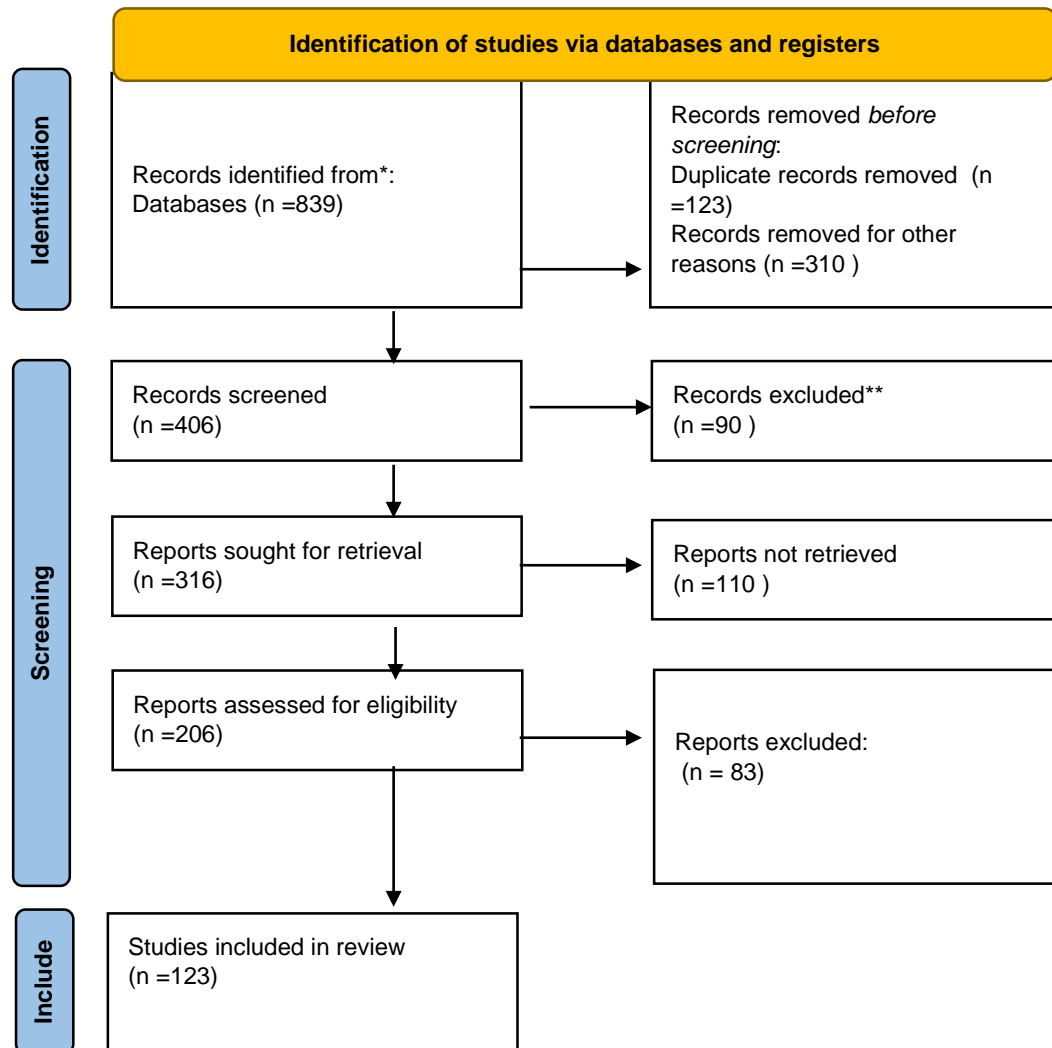 Identification of studies via databases and registers
Identification
Records identified from*:
Databases (n =839)
Records removed before
screening:
Duplicate records removed  (n
=123)
Records removed for other
reasons (n =310 )
Screening
Records screened
(n =406)
Records excluded**
(n =90 )
Reports sought for retrieval
(n =316)
Reports not retrieved
(n =110 )
Reports assessed for eligibility
(n =206)
Reports excluded:
(n = 83)
Include
Studies included in review
(n =123)